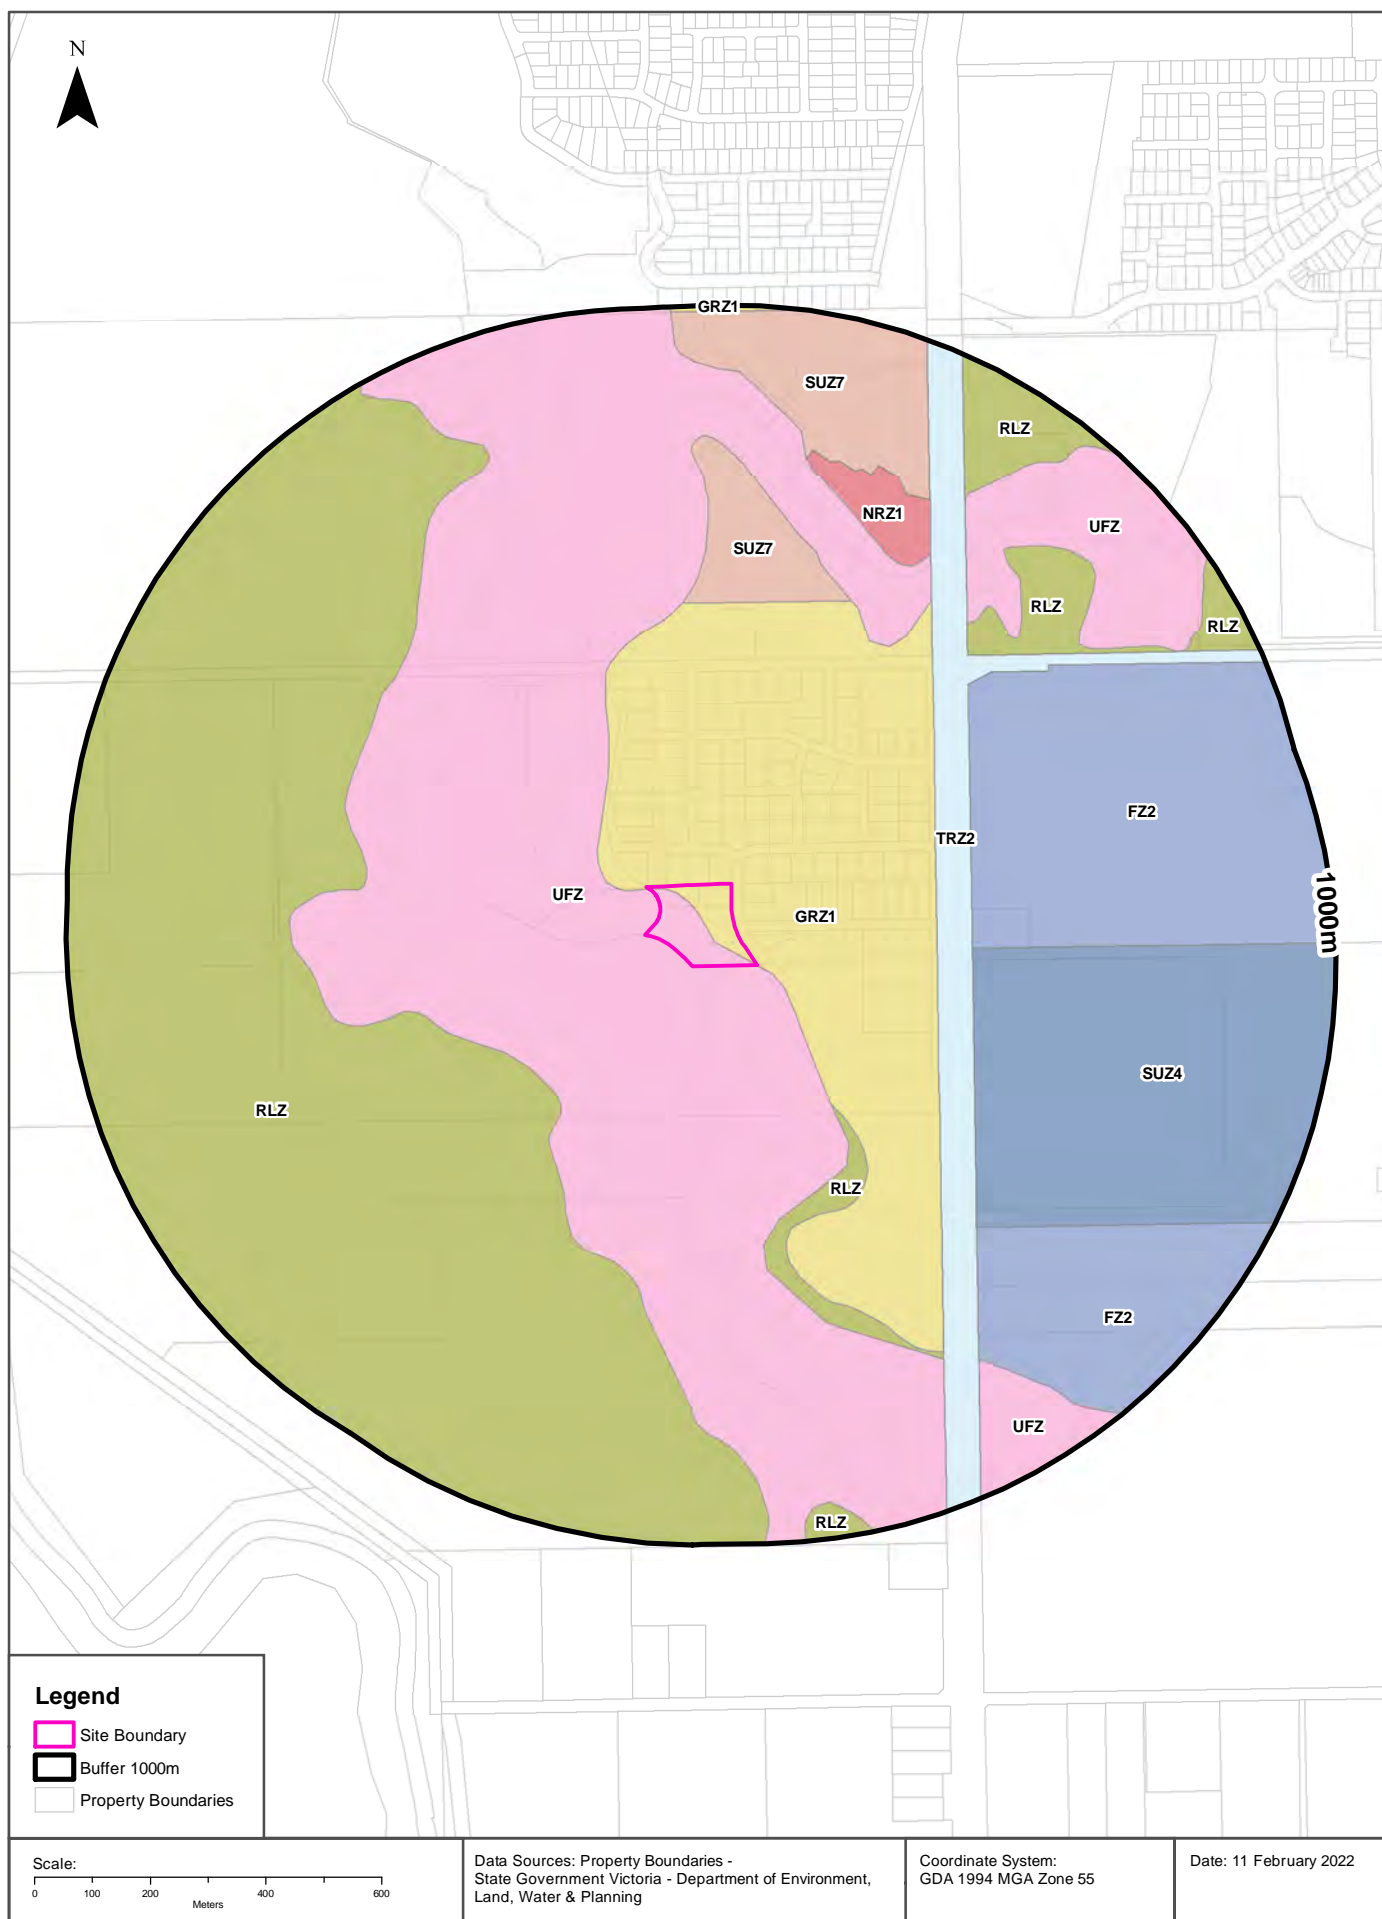 N
GRZ1
SUZ7
RLZ
NRZ1
UFZ
SUZ7
RLZ
RLZ
FZ2
TRZ2
1000m
UFZ
GRZ1
SUZ4
RLZ
RLZ
FZ2
UFZ
RLZ
Legend
Site Boundary
Buffer 1000m
Property Boundaries
Scale:
0 100 200 400 600
Meters
Data Sources: Property Boundaries -
State Government Victoria - Department of Environment,
Land, Water & Planning
Coordinate System:
GDA 1994 MGA Zone 55
Date: 11 February 2022